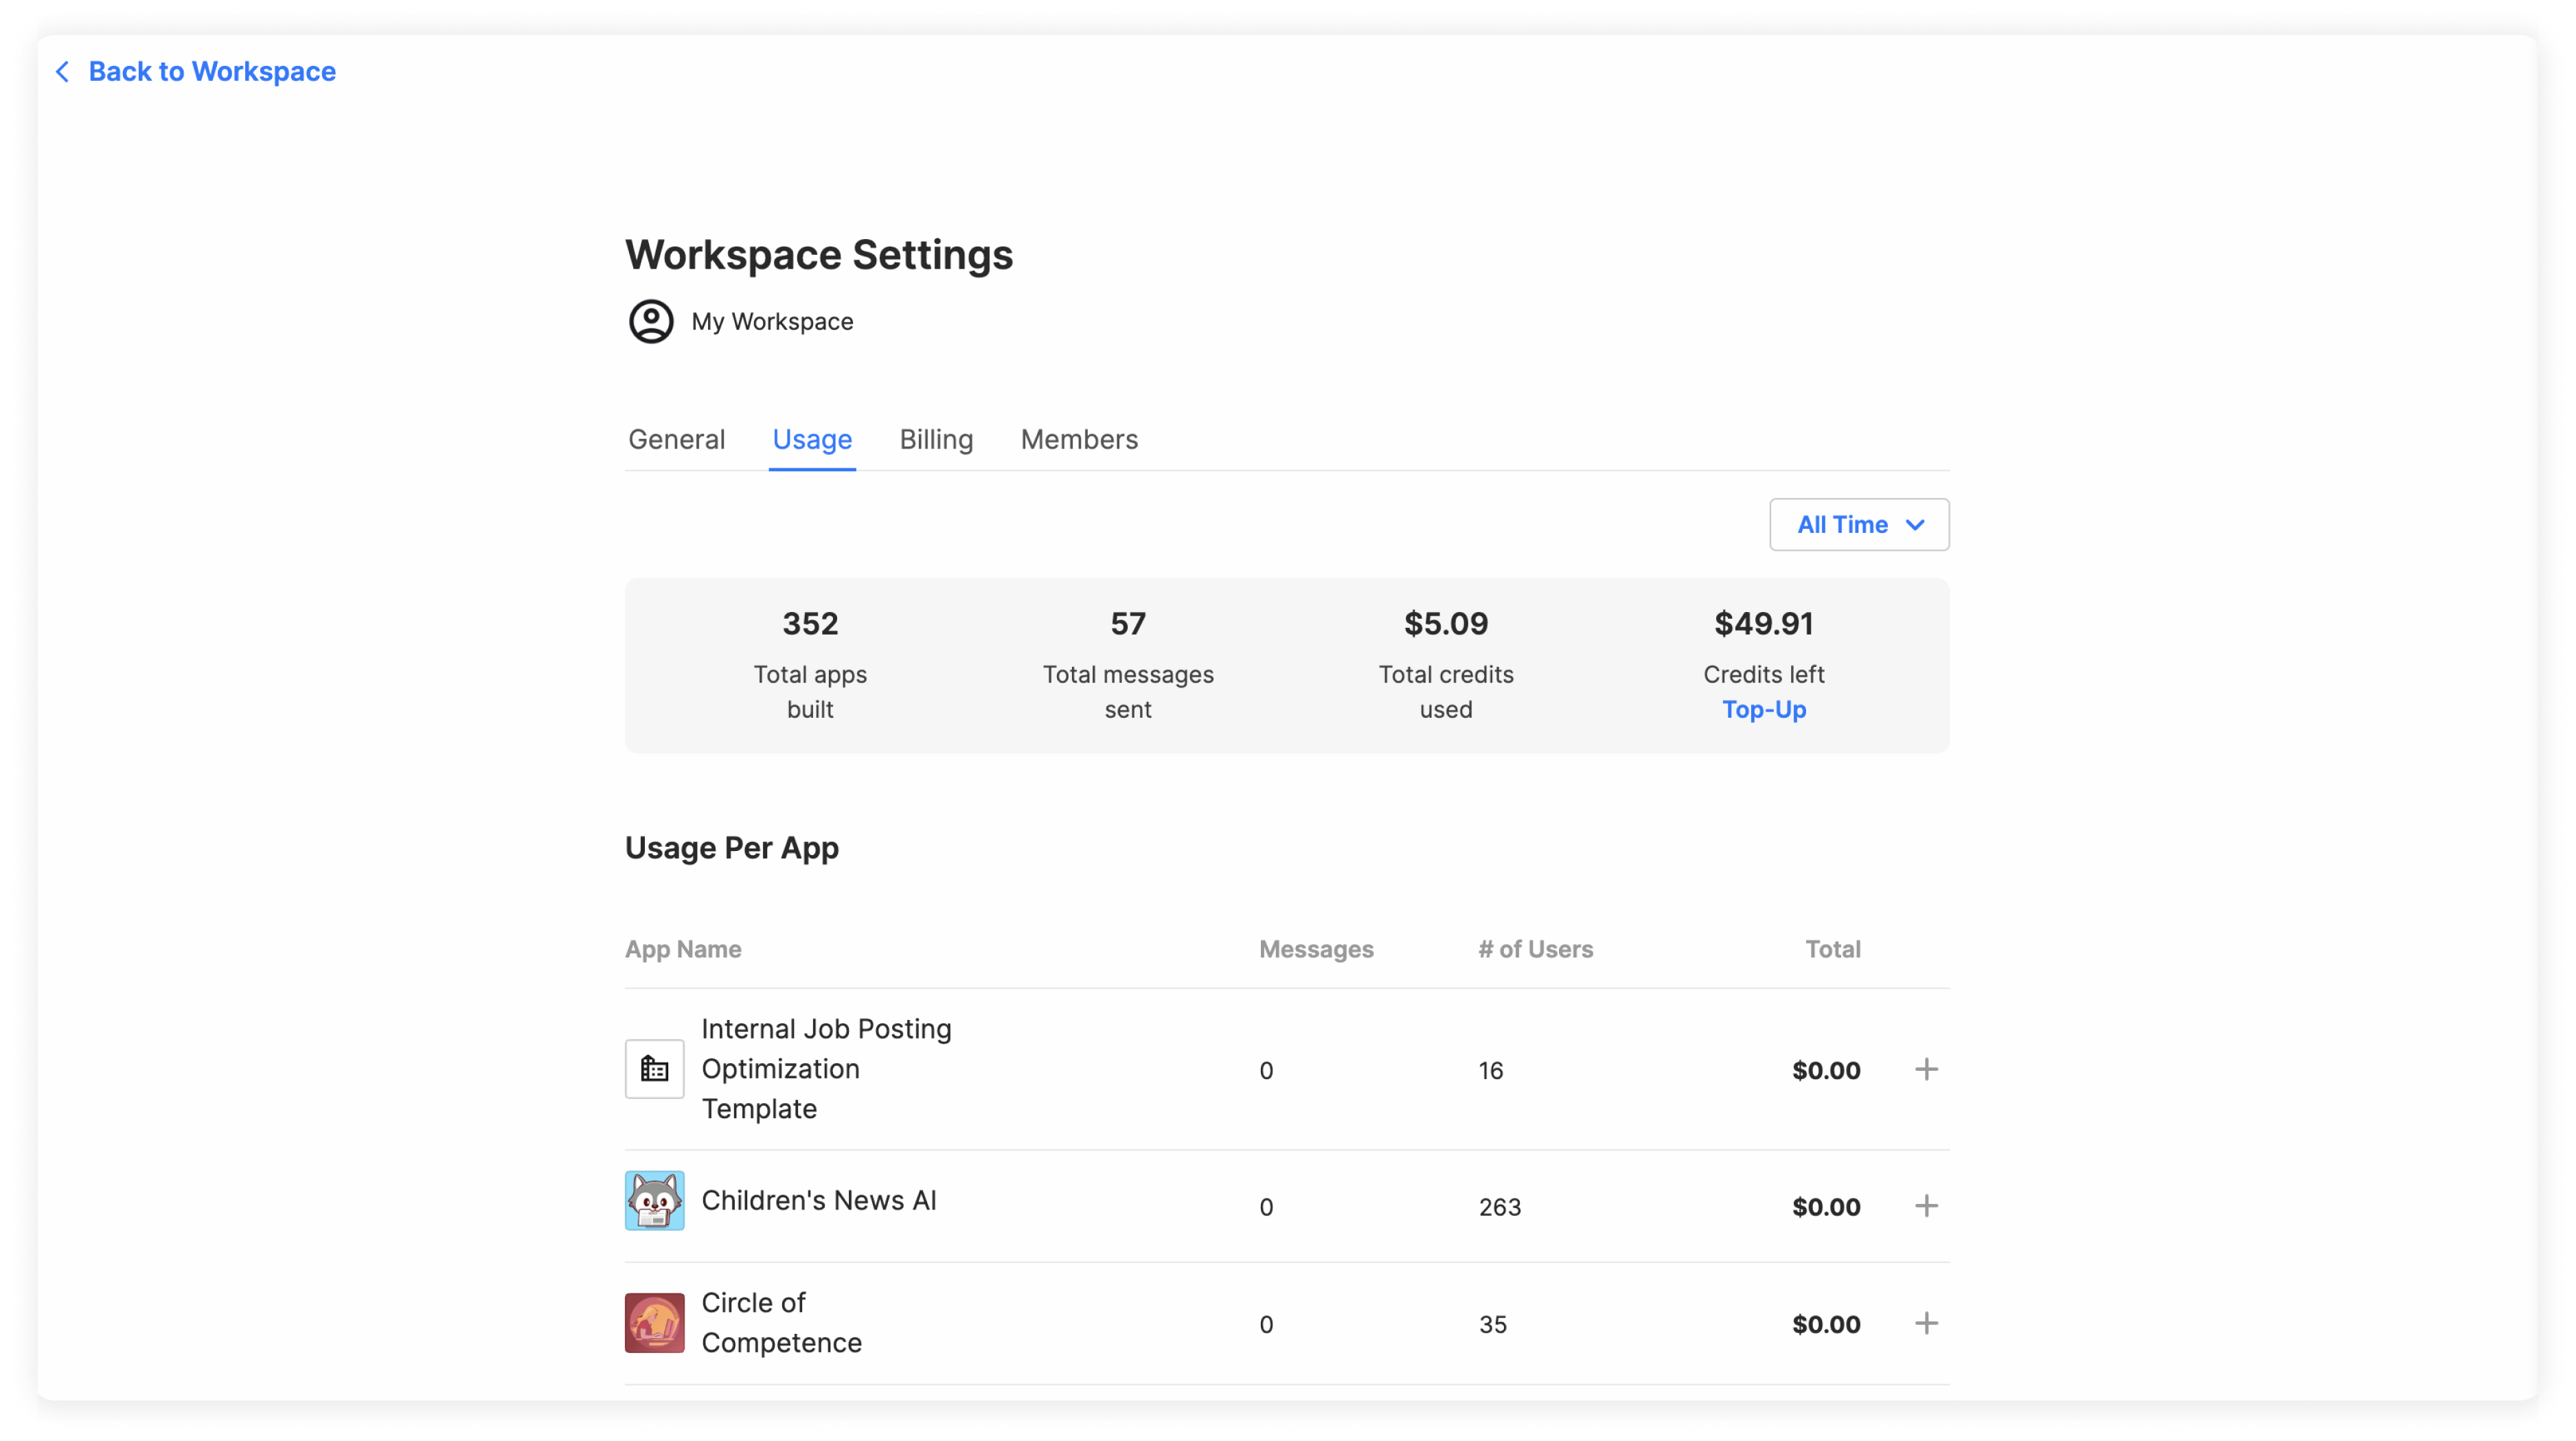 Back to Workspace
Workspace Settings
My Workspace
General Usage Billing Members
All Time
352 57 $5.09 $49.91
Total apps Total messages Total credits Credits left
built sent used Top-Up
Usage Per App
App Name Messages # of Users Total
Internal Job Posting
Optimization
Template
0 16 $0.00
Children's News AI 0 263 $0.00
Circle of
Competence
0 35 $0.00